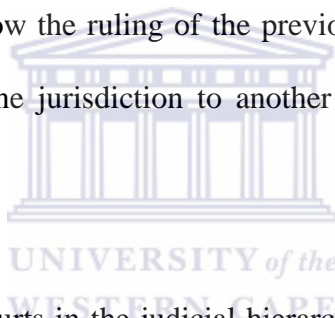 ow the ruling of the previo
ne jurisdiction to another
UNIVERSITY of the
urts in the judicial hierarc
WESTERN CAPE